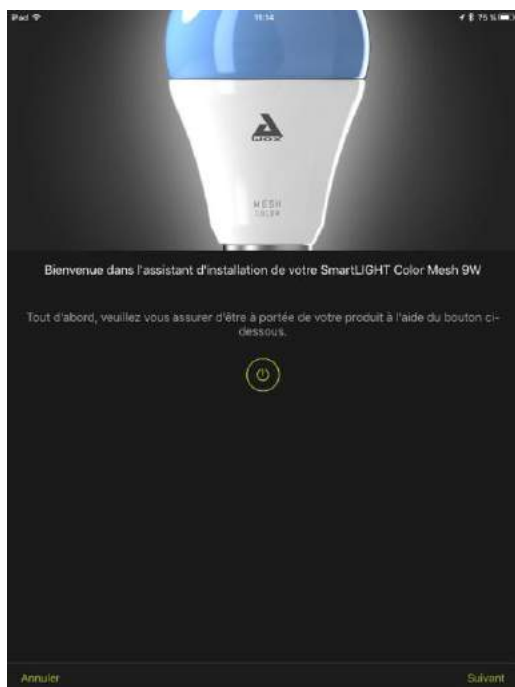 iPad 11:14 75 %
AWOX
MESH
COLOR
Bienvenue dans l'assistant d'installation de votre SmartLIGHT Color Mesh 9W
Tout d'abord, veuillez vous assurer d'être à portée de votre produit à l'aide du bouton ci-
dessous.
Annuler Suivant